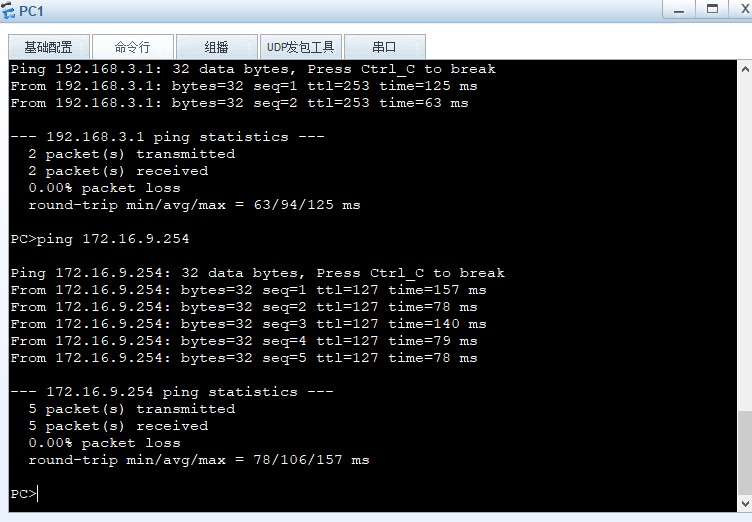 PC1
基础配置 命令行 组播 UDP发包工具 串口
Ping 192.168.3.1: 32 data bytes, Press Ctrl_C to break
From 192.168.3.1: bytes=32 seq=1 ttl=253 time=125 ms
From 192.168.3.1: bytes=32 seq=2 ttl=253 time=63 ms
--- 192.168.3.1 ping statistics ---
2 packet(s) transmitted
2 packet(s) received
0.00% packet loss
round-trip min/avg/max = 63/94/125 ms
PC>ping 172.16.9.254
Ping 172.16.9.254: 32 data bytes, Press Ctrl_C to break
From 172.16.9.254: bytes=32 seq=1 ttl=127 time=157 ms
From 172.16.9.254: bytes=32 seq=2 ttl=127 time=78 ms
From 172.16.9.254: bytes=32 seq=3 ttl=127 time=140 ms
From 172.16.9.254: bytes=32 seq=4 ttl=127 time=79 ms
From 172.16.9.254: bytes=32 seq=5 ttl=127 time=78 ms
--- 172.16.9.254 ping statistics ---
5 packet(s) transmitted
5 packet(s) received
0.00% packet loss
round-trip min/avg/max = 78/106/157 ms
PC>